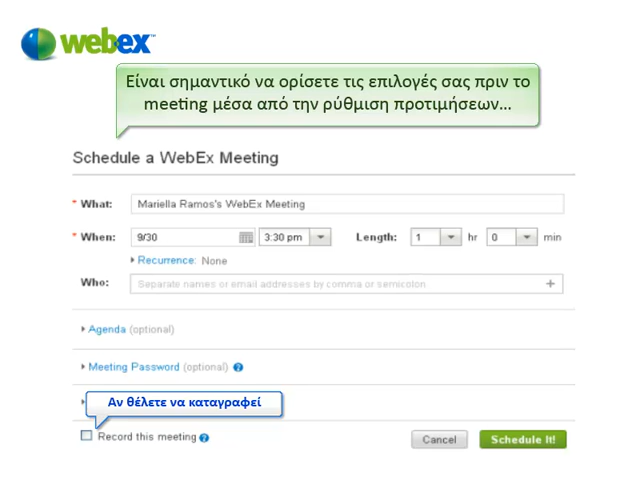 webex™
Είναι σημαντικό να ορίσετε τις επιλογές σας πριν το
meeting μέσα από την ρύθμιση προτιμήσεων...
Schedule a WebEx Meeting
* What: Mariella Ramos's WebEx Meeting
* When: 9/30 3:30 pm Length: 1 hr 0 min
Recurrence: None
Who: Separate names or email addresses by comma or semicolon +
Agenda (optional)
Meeting Password (optional) ?
Αν θέλετε να καταγραφεί
Record this meeting ? Cancel Schedule It!